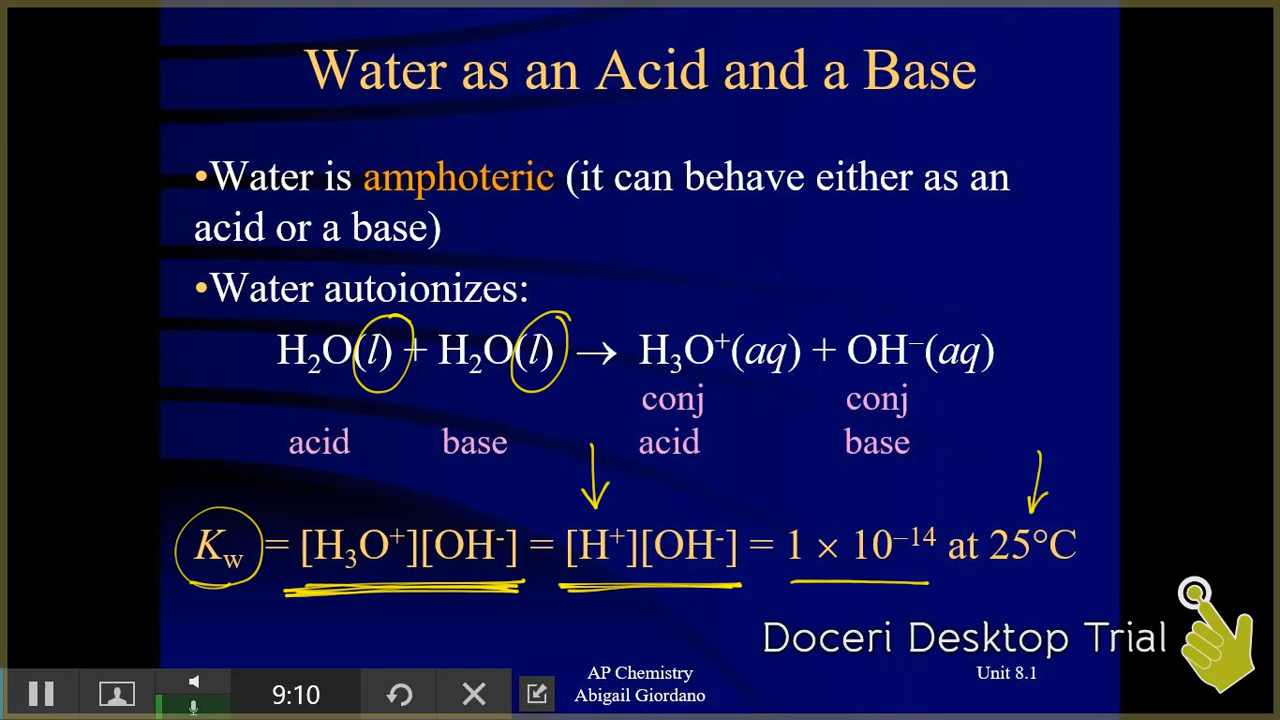 Water as an Acid and a Base
•Water is amphoteric (it can behave either as an
acid or a base)
•Water autoionizes:
H₂O(l) + H₂O(l) → H₃O⁺(aq) + OH⁻(aq)
conj conj
acid base acid base
K_w = [H₃O⁺][OH⁻] = [H⁺][OH⁻] = 1 × 10⁻¹⁴ at 25°C
Doceri Desktop Trial
AP Chemistry
Abigail Giordano
Unit 8.1
9:10